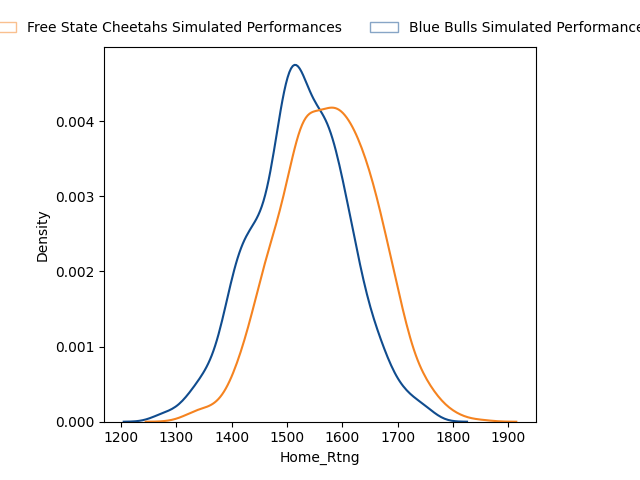 Free State Cheetahs Simulated Performances Blue Bulls Simulated Performance
Density
0.004
0.003
0.002
0.001
0.000
1200 1300 1400 1500 1600 1700 1800 1900
Home_Rtng